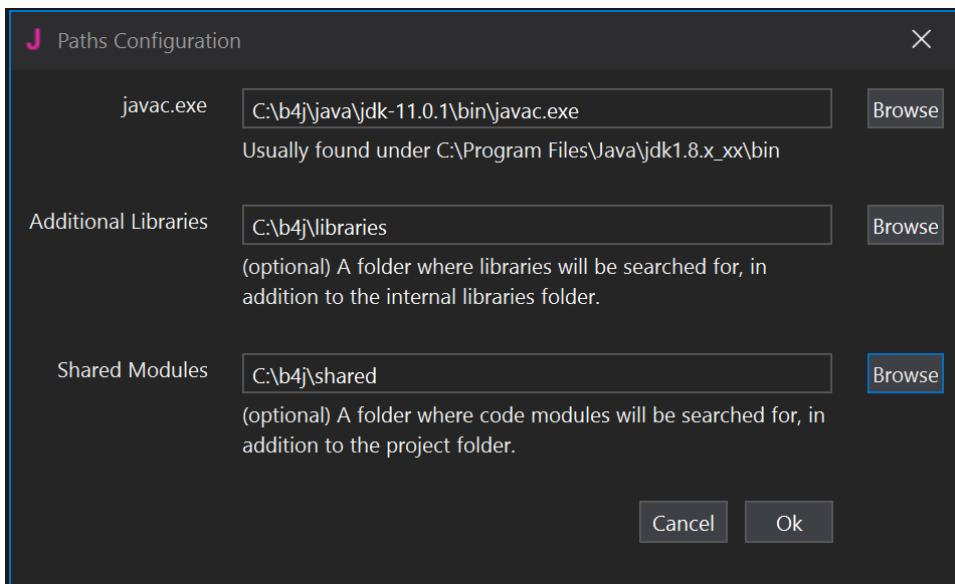 J Paths Configuration
javac.exe C:\b4j\java\jdk-11.0.1\bin\javac.exe Browse
Usually found under C:\Program Files\Java\jdk1.8.x_xx\bin
Additional Libraries C:\b4j\libraries Browse
(optional) A folder where libraries will be searched for, in
addition to the internal libraries folder.
Shared Modules C:\b4j\shared Browse
(optional) A folder where code modules will be searched for, in
addition to the project folder.
Cancel Ok